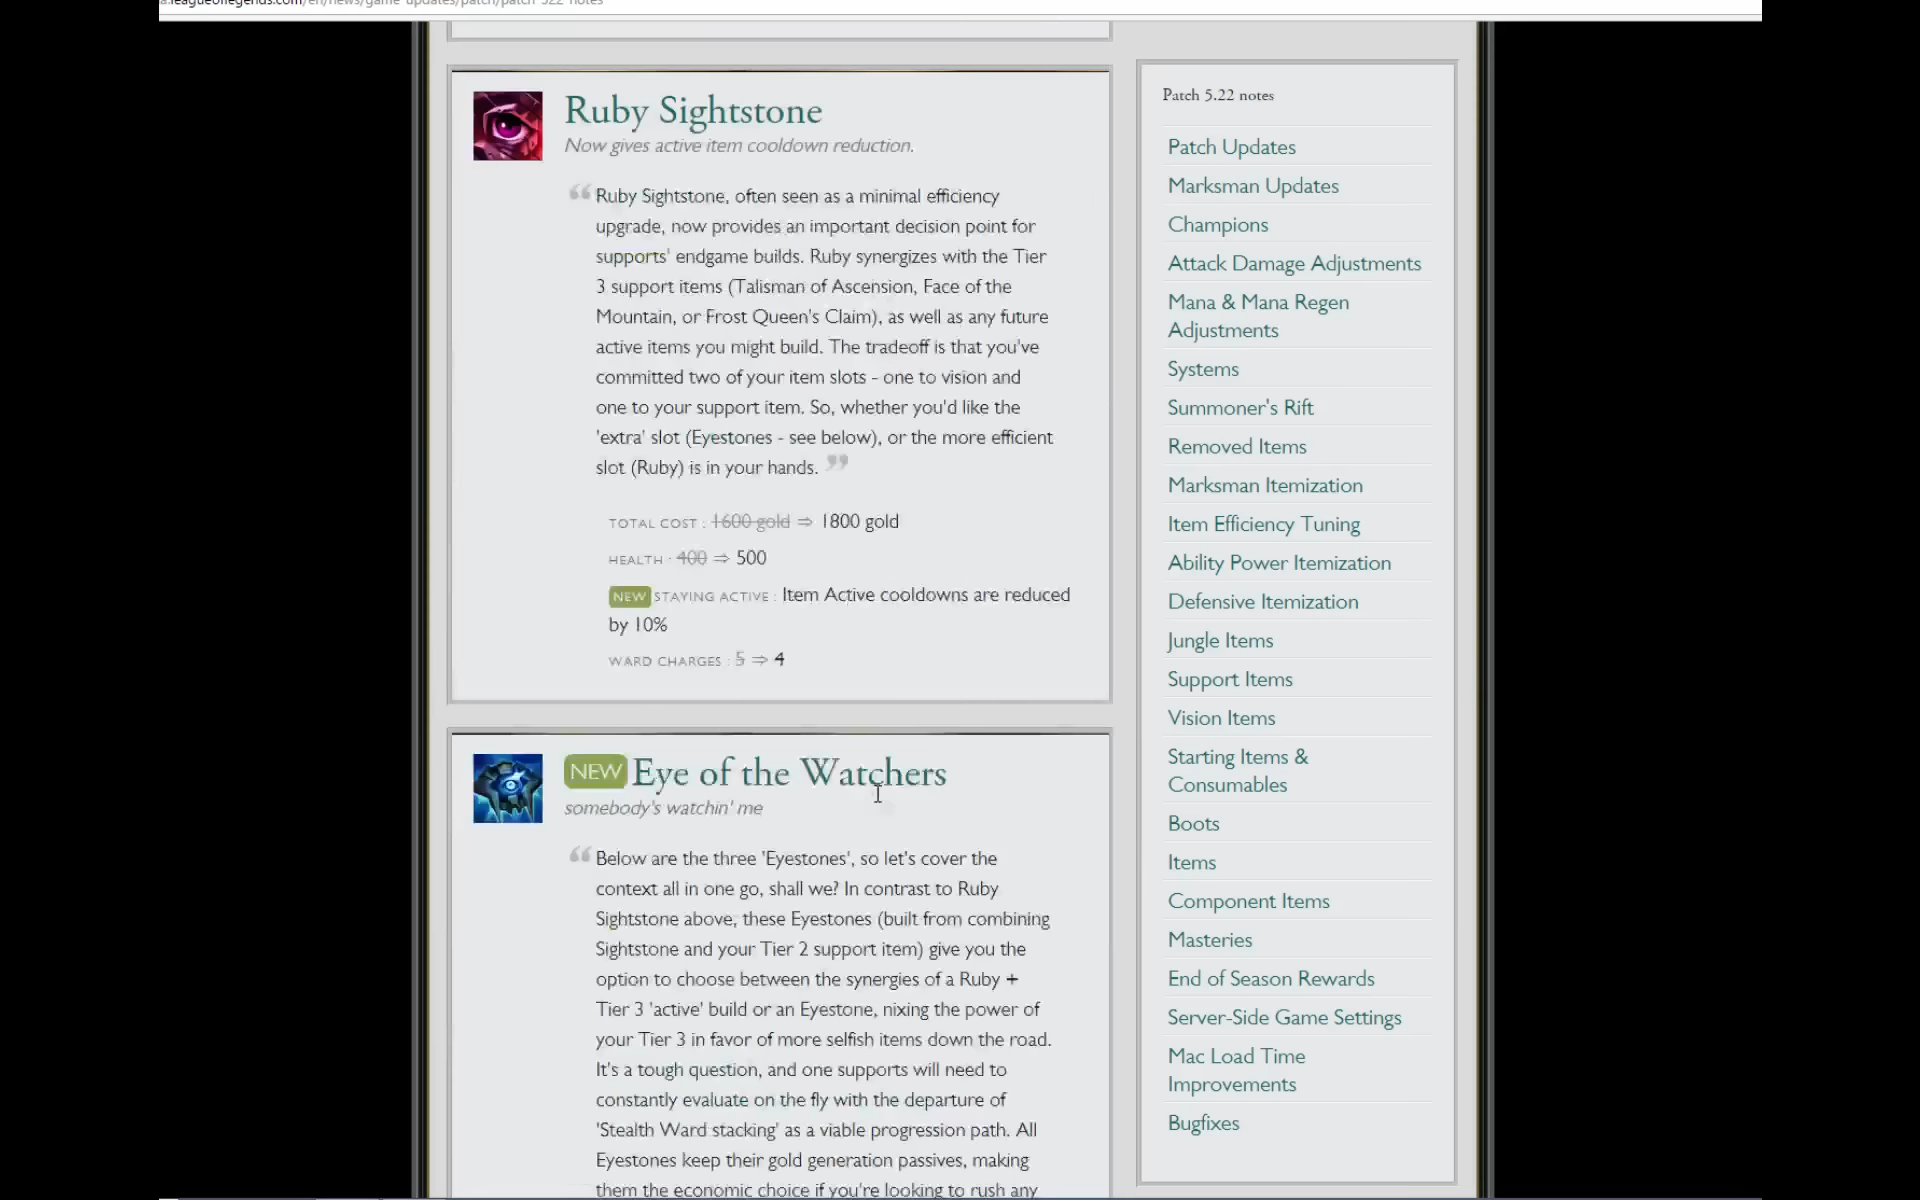 a.leagueoflegends.com/en/news/game-updates/patch/patch-522-notes
Ruby Sightstone
Now gives active item cooldown reduction.
“ Ruby Sightstone, often seen as a minimal efficiency
upgrade, now provides an important decision point for
supports' endgame builds. Ruby synergizes with the Tier
3 support items (Talisman of Ascension, Face of the
Mountain, or Frost Queen's Claim), as well as any future
active items you might build. The tradeoff is that you've
committed two of your item slots - one to vision and
one to your support item. So, whether you'd like the
'extra' slot (Eyestones - see below), or the more efficient
slot (Ruby) is in your hands. ”
TOTAL COST : 1600 gold ⇒ 1800 gold
HEALTH : 400 ⇒ 500
NEW STAYING ACTIVE : Item Active cooldowns are reduced
by 10%
WARD CHARGES : 5 ⇒ 4
NEW Eye of the Watchers
somebody's watchin' me
“ Below are the three 'Eyestones', so let's cover the
context all in one go, shall we? In contrast to Ruby
Sightstone above, these Eyestones (built from combining
Sightstone and your Tier 2 support item) give you the
option to choose between the synergies of a Ruby +
Tier 3 'active' build or an Eyestone, nixing the power of
your Tier 3 in favor of more selfish items down the road.
It's a tough question, and one supports will need to
constantly evaluate on the fly with the departure of
'Stealth Ward stacking' as a viable progression path. All
Eyestones keep their gold generation passives, making
them the economic choice if you're looking to rush any
Patch 5.22 notes
Patch Updates
Marksman Updates
Champions
Attack Damage Adjustments
Mana & Mana Regen
Adjustments
Systems
Summoner's Rift
Removed Items
Marksman Itemization
Item Efficiency Tuning
Ability Power Itemization
Defensive Itemization
Jungle Items
Support Items
Vision Items
Starting Items &
Consumables
Boots
Items
Component Items
Masteries
End of Season Rewards
Server-Side Game Settings
Mac Load Time
Improvements
Bugfixes